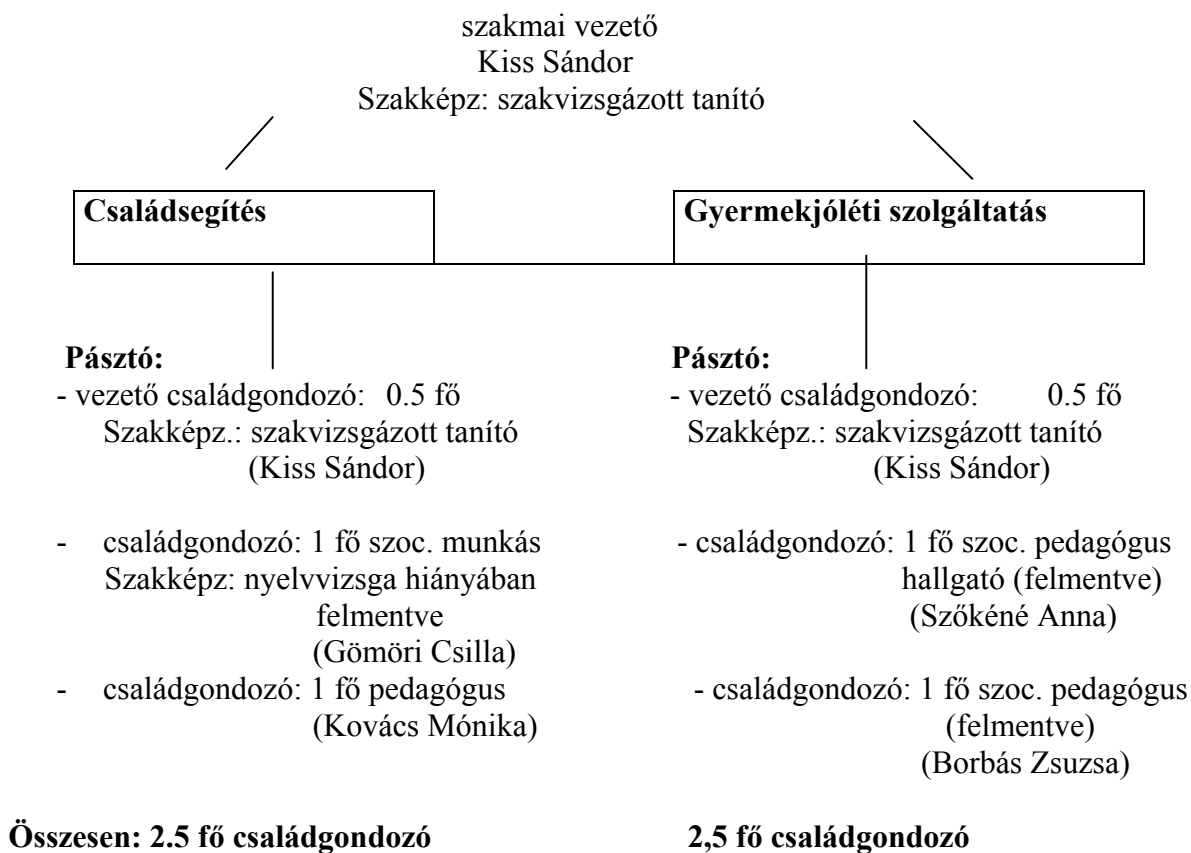 szakmai vezető
Kiss Sándor
Szakképz: szakvizsgázott tanító
Családsegítés
Gyermekjóléti szolgáltatás
Pásztó:
- vezető családgondozó: 0.5 fő
Szakképz.: szakvizsgázott tanító
(Kiss Sándor)
- családgondozó: 1 fő szoc. munkás
Szakképz: nyelvvizsga hiányában
felmentve
(Gömöri Csilla)
- családgondozó: 1 fő pedagógus
(Kovács Mónika)
Összesen: 2.5 fő családgondozó
Pásztó:
- vezető családgondozó: 0.5 fő
Szakképz.: szakvizsgázott tanító
(Kiss Sándor)
- családgondozó: 1 fő szoc. pedagógus
hallgató (felmentve)
(Szőkéné Anna)
- családgondozó: 1 fő szoc. pedagógus
(felmentve)
(Borbás Zsuzsa)
2,5 fő családgondozó